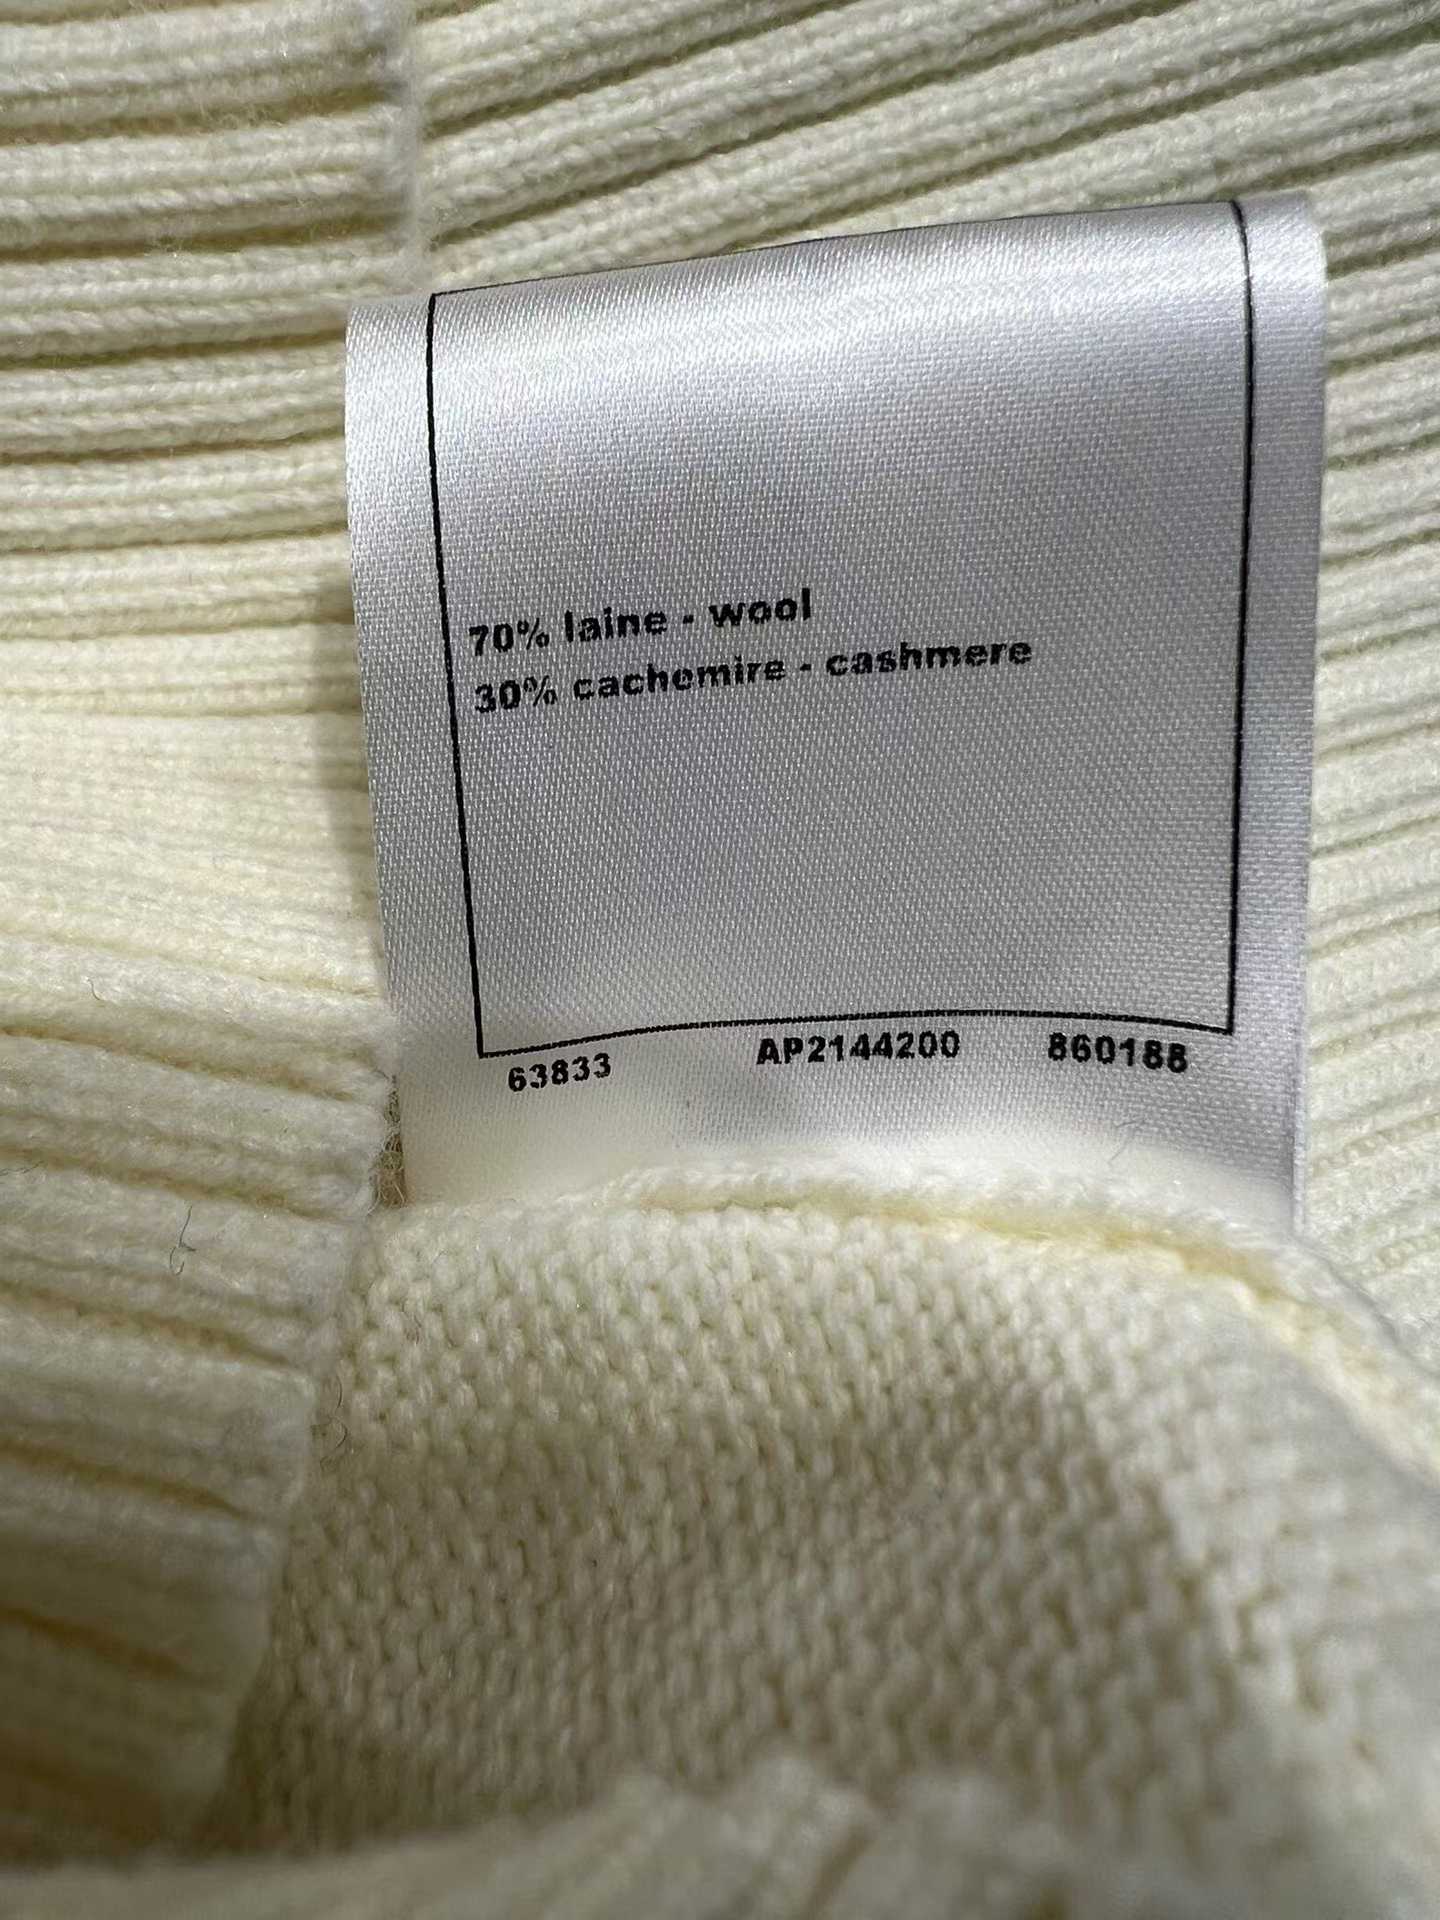 70% laine - wool
30% cachemire - cashmere
63833 AP2144200 860188